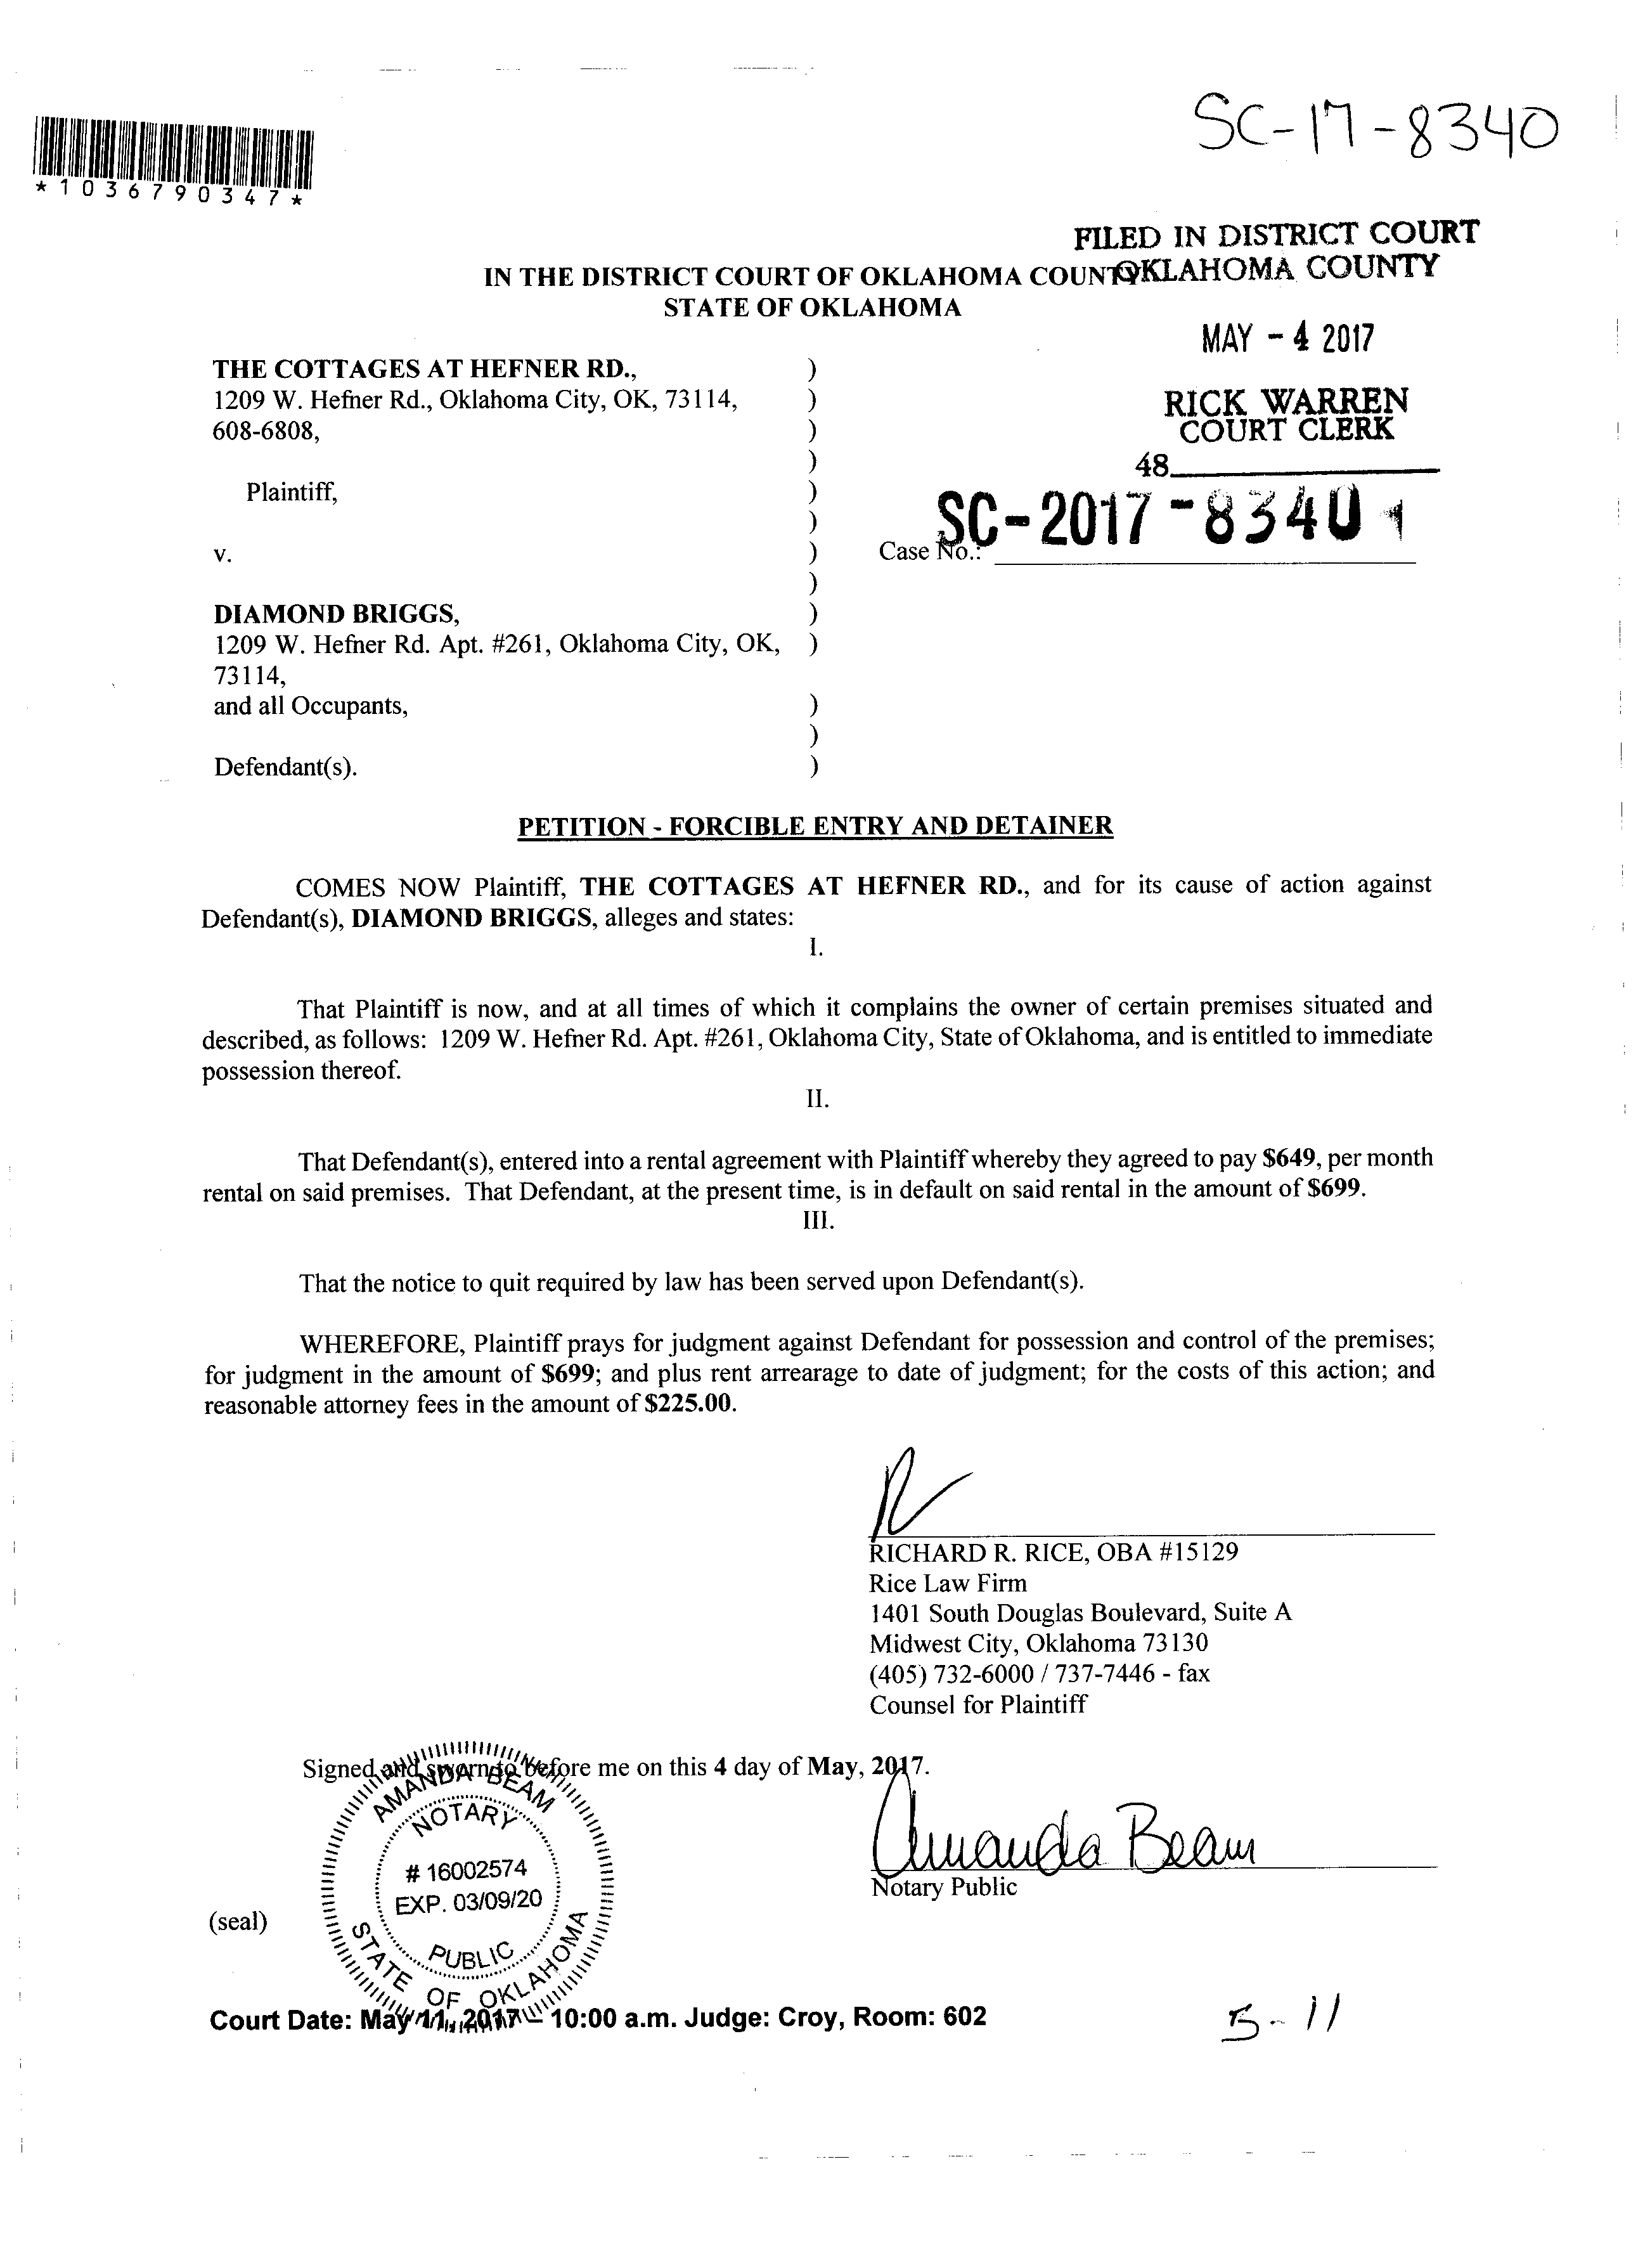 SC-17-8340
*1036790347*
FILED IN DISTRICT COURT
OKLAHOMA COUNTY
IN THE DISTRICT COURT OF OKLAHOMA COUNTY
STATE OF OKLAHOMA
MAY - 4 2017
THE COTTAGES AT HEFNER RD., )
1209 W. Hefner Rd., Oklahoma City, OK, 73114, )
608-6808, )
)
RICK WARREN
COURT CLERK
48
Plaintiff, )
)
SC-2017-8340
v. ) Case No.:
)
DIAMOND BRIGGS, )
1209 W. Hefner Rd. Apt. #261, Oklahoma City, OK, )
73114,
and all Occupants, )
)
Defendant(s). )
PETITION - FORCIBLE ENTRY AND DETAINER
COMES NOW Plaintiff, THE COTTAGES AT HEFNER RD., and for its cause of action against
Defendant(s), DIAMOND BRIGGS, alleges and states:
I.
That Plaintiff is now, and at all times of which it complains the owner of certain premises situated and
described, as follows: 1209 W. Hefner Rd. Apt. #261, Oklahoma City, State of Oklahoma, and is entitled to immediate
possession thereof.
II.
That Defendant(s), entered into a rental agreement with Plaintiff whereby they agreed to pay $649, per month
rental on said premises. That Defendant, at the present time, is in default on said rental in the amount of $699.
III.
That the notice to quit required by law has been served upon Defendant(s).
WHEREFORE, Plaintiff prays for judgment against Defendant for possession and control of the premises;
for judgment in the amount of $699; and plus rent arrearage to date of judgment; for the costs of this action; and
reasonable attorney fees in the amount of $225.00.
RICHARD R. RICE, OBA #15129
Rice Law Firm
1401 South Douglas Boulevard, Suite A
Midwest City, Oklahoma 73130
(405) 732-6000 / 737-7446 - fax
Counsel for Plaintiff
Signed and sworn to before me on this 4 day of May, 2017.
Amanda Beam
Notary Public
(seal)
AMANDA BEAM
NOTARY
# 16002574
EXP. 03/09/20
PUBLIC
STATE OF OKLAHOMA
Court Date: May 11, 2017 - 10:00 a.m. Judge: Croy, Room: 602
5-11